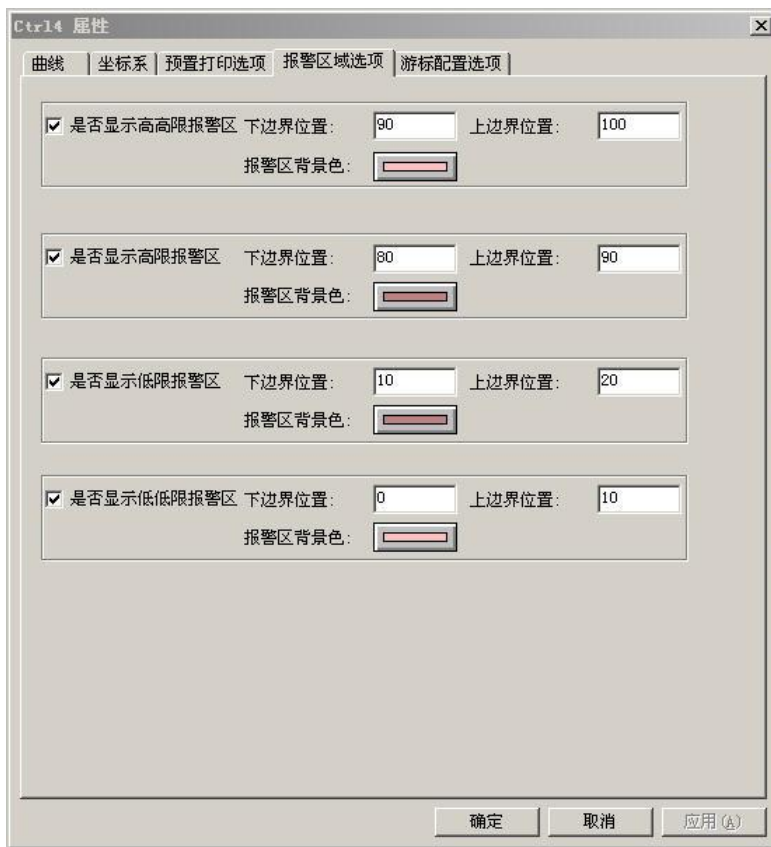 Ctrl4 属性
曲线 坐标系 预置打印选项 报警区域选项 游标配置选项
是否显示高高限报警区 下边界位置: 90 上边界位置: 100
报警区背景色:
是否显示高限报警区 下边界位置: 80 上边界位置: 90
报警区背景色:
是否显示低限报警区 下边界位置: 10 上边界位置: 20
报警区背景色:
是否显示低低限报警区 下边界位置: 0 上边界位置: 10
报警区背景色:
确定 取消 应用(A)